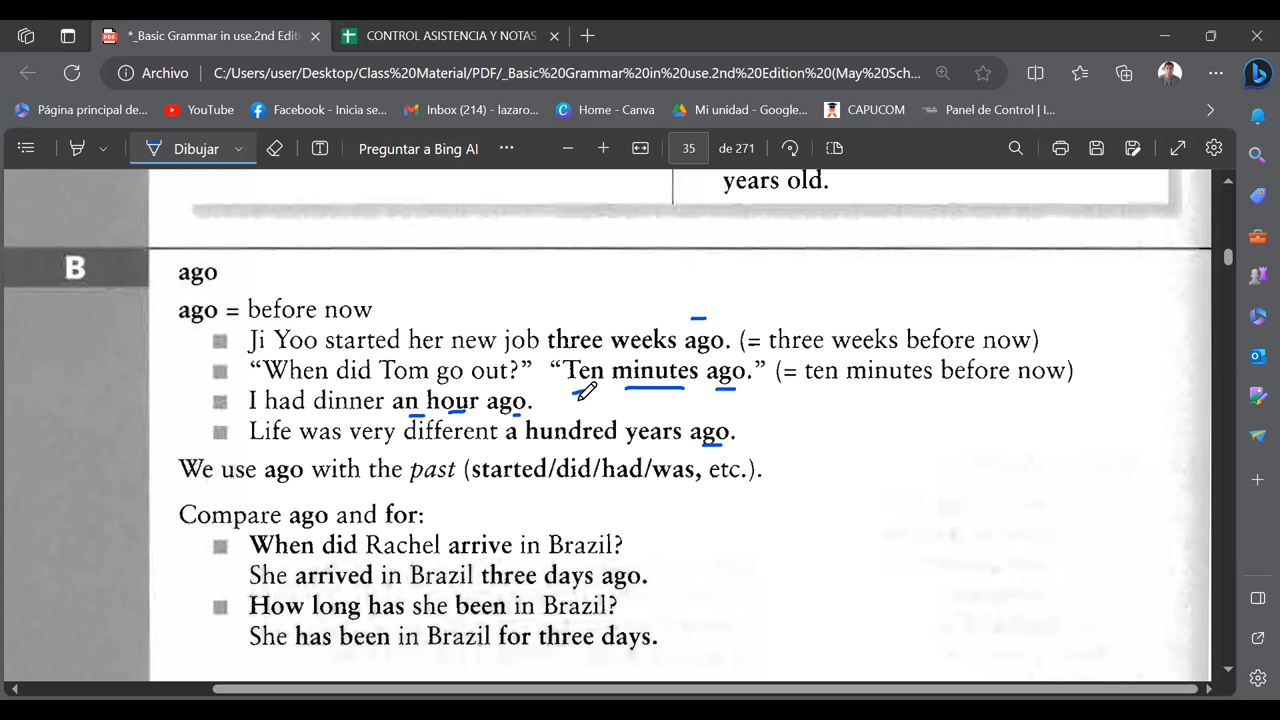 *_Basic Grammar in use.2nd Editi
CONTROL ASISTENCIA Y NOTAS
Archivo
C:/Users/user/Desktop/Class%20Material/PDF/_Basic%20Grammar%20in%20use.2nd%20Edition%20(May%20Sch...
Página principal de...
YouTube
Facebook - Inicia se...
Inbox (214) - lazaro...
Home - Canva
Mi unidad - Google...
CAPUCOM
Panel de Control | I...
Dibujar
Preguntar a Bing AI
35
de 271
years old.
B
ago
ago = before now
Ji Yoo started her new job three weeks ago. (= three weeks before now)
“When did Tom go out?” “Ten minutes ago.” (= ten minutes before now)
I had dinner an hour ago.
Life was very different a hundred years ago.
We use ago with the past (started/did/had/was, etc.).
Compare ago and for:
When did Rachel arrive in Brazil?
She arrived in Brazil three days ago.
How long has she been in Brazil?
She has been in Brazil for three days.